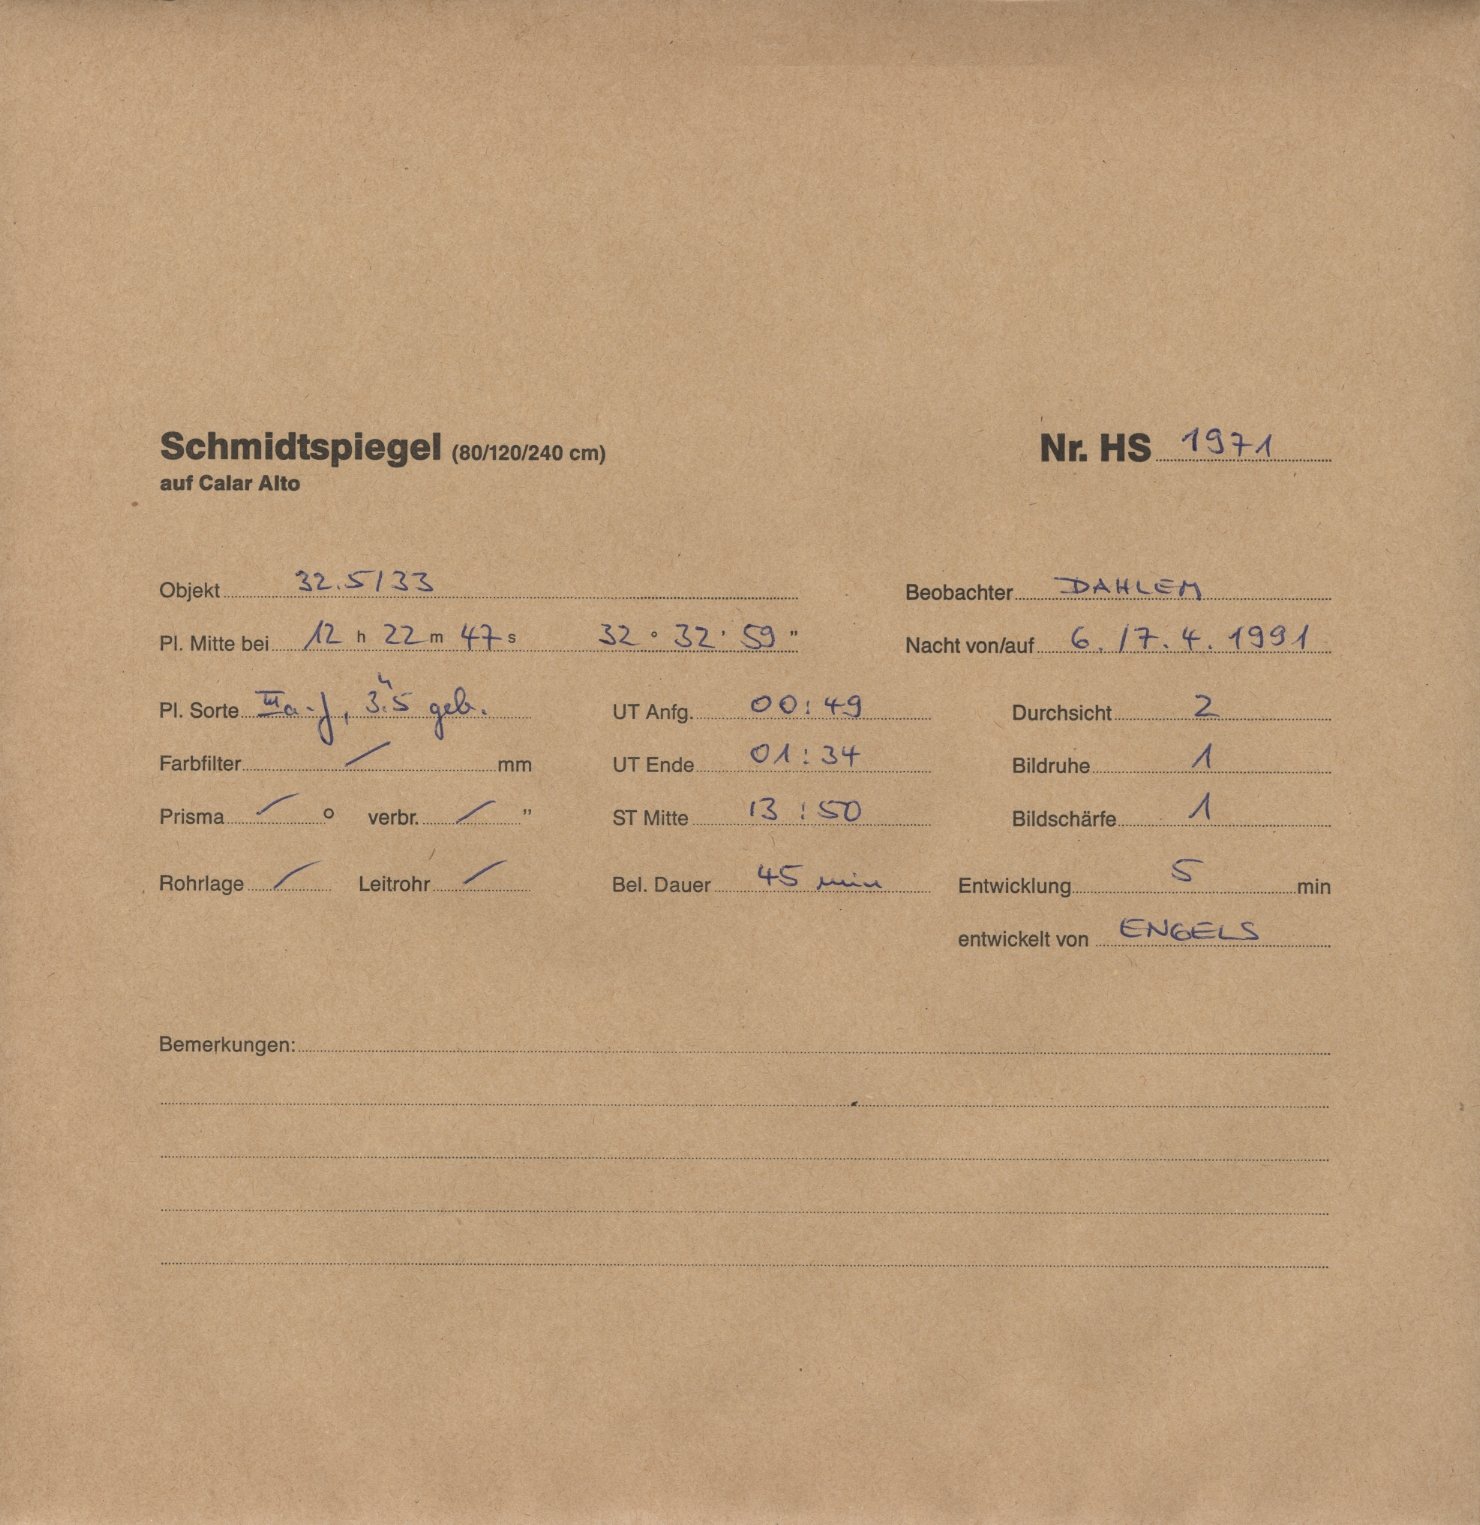 Schmidtspiegel (80/120/240 cm) Nr. HS 1971
auf Calar Alto
Objekt 32.5/33 Beobachter DAHLEM
Pl. Mitte bei 12 h 22 m 47 s 32 ° 32 ' 59 " Nacht von/auf 6./7.4.1991
Pl. Sorte IIIa-J, 3.ʰ5 geb. UT Anfg. 00:49 Durchsicht 2
Farbfilter / mm UT Ende 01:34 Bildruhe 1
Prisma / ° verbr. / " ST Mitte 13:50 Bildschärfe 1
Rohrlage / Leitrohr / Bel. Dauer 45 min Entwicklung 5 min
entwickelt von ENGELS
Bemerkungen: